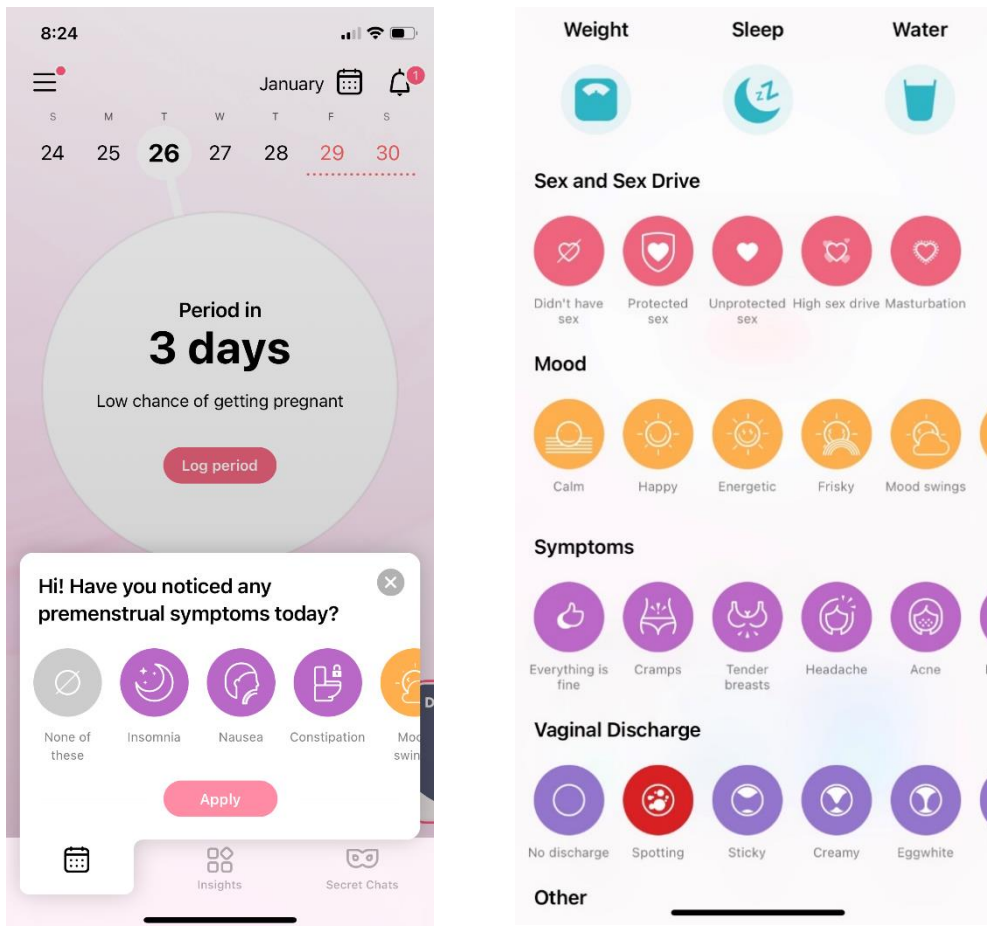 8:24
January
1
S M T W T F S
24 25 26 27 28 29 30
Period in
3 days
Low chance of getting pregnant
Log period
Hi! Have you noticed any
premenstrual symptoms today?
None of
these
Insomnia
Nausea
Constipation
Apply
Insights
Secret Chats
Weight
Sleep
Water
Sex and Sex Drive
Didn't have
sex
Protected
sex
Unprotected
sex
High sex drive
Masturbation
Mood
Calm
Happy
Energetic
Frisky
Mood swings
Symptoms
Everything is
fine
Cramps
Tender
breasts
Headache
Acne
Vaginal Discharge
No discharge
Spotting
Sticky
Creamy
Eggwhite
Other